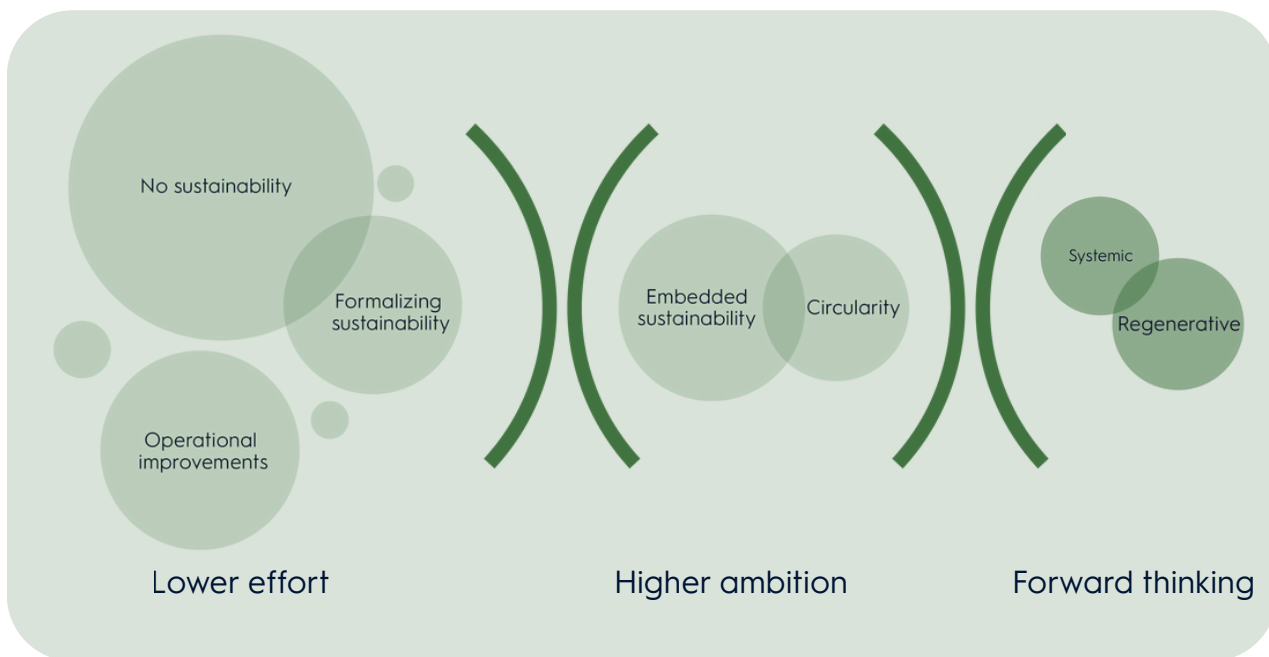 No sustainability
Formalizing
sustainability
Operational
improvements
Lower effort
Embedded
sustainability
Circularity
Higher ambition
Systemic
Regenerative
Forward thinking